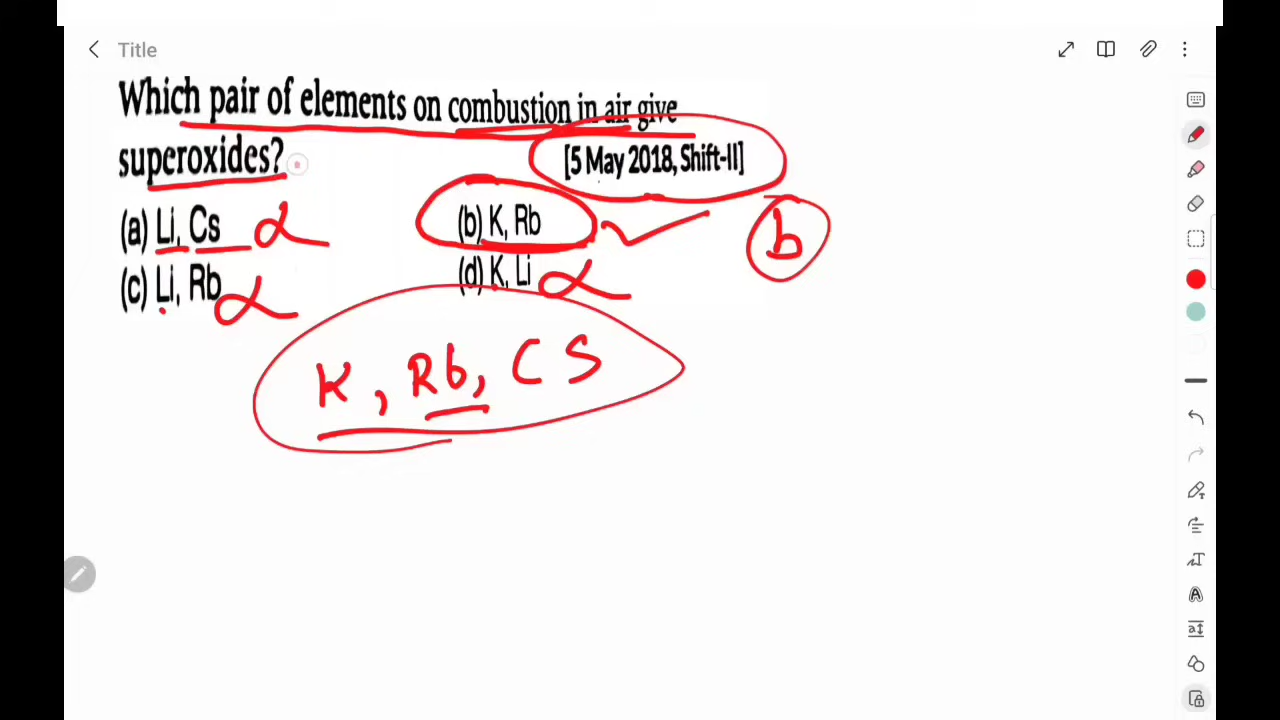 Title
Which pair of elements on combustion in air give
superoxides?
[5 May 2018, Shift-II]
(a) Li, Cs
(b) K, Rb
b
(c) Li, Rb
(d) K, Li
K, Rb, CS